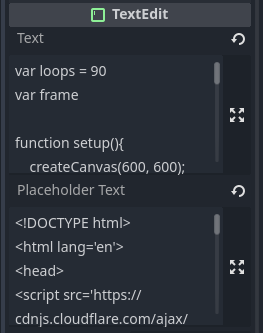 TextEdit
Text
var loops = 90
var frame
function setup(){
createCanvas(600, 600);
Placeholder Text
<!DOCTYPE html>
<html lang='en'>
<head>
<script src='https://
cdnjs.cloudflare.com/ajax/